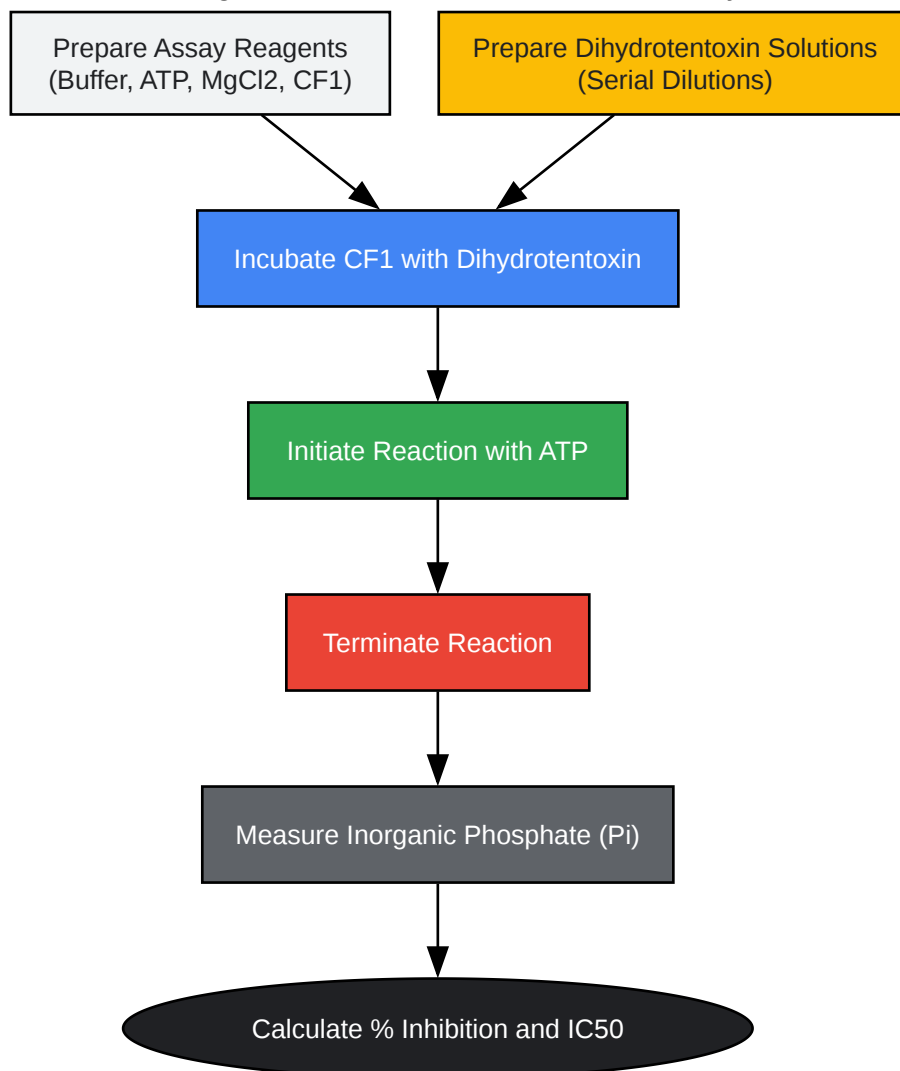 Prepare Assay Reagents
(Buffer, ATP, MgCl2, CF1)
Prepare Dihydrotentoxin Solutions
(Serial Dilutions)
Incubate CF1 with Dihydrotentoxin
Initiate Reaction with ATP
Terminate Reaction
Measure Inorganic Phosphate (Pi)
Calculate % Inhibition and IC50